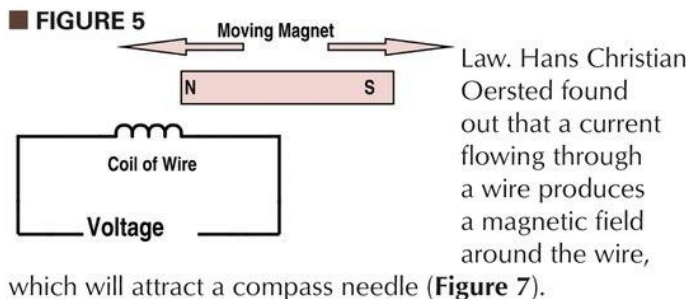 ■ FIGURE 5
Moving Magnet
N S
Coil of Wire
Voltage
Law. Hans Christian
Oersted found
out that a current
flowing through
a wire produces
a magnetic field
around the wire,
which will attract a compass needle (Figure 7).